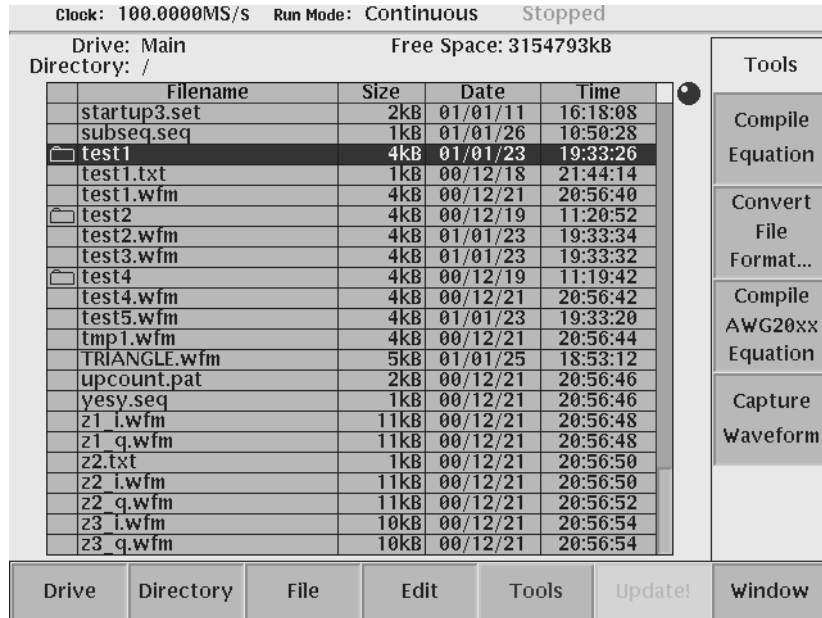 Clock: 100.0000MS/s Run Mode: Continuous Stopped
Drive: Main Free Space: 3154793kB
Directory: /
Filename Size Date Time
startup3.set 2kB 01/01/11 16:18:08
subseq.seq 1kB 01/01/26 10:50:28
test1 4kB 01/01/23 19:33:26
test1.txt 1kB 00/12/18 21:44:14
test1.wfm 4kB 00/12/21 20:56:40
test2 4kB 00/12/19 11:20:52
test2.wfm 4kB 01/01/23 19:33:34
test3.wfm 4kB 01/01/23 19:33:32
test4 4kB 00/12/19 11:19:42
test4.wfm 4kB 00/12/21 20:56:42
test5.wfm 4kB 01/01/23 19:33:20
tmp1.wfm 4kB 00/12/21 20:56:44
TRIANGLE.wfm 5kB 01/01/25 18:53:12
upcount.pat 2kB 00/12/21 20:56:46
yesy.seq 1kB 00/12/21 20:56:46
z1_i.wfm 11kB 00/12/21 20:56:48
z1_q.wfm 11kB 00/12/21 20:56:48
z2.txt 1kB 00/12/21 20:56:50
z2_i.wfm 11kB 00/12/21 20:56:50
z2_q.wfm 11kB 00/12/21 20:56:52
z3_i.wfm 10kB 00/12/21 20:56:54
z3_q.wfm 10kB 00/12/21 20:56:54
Tools
Compile
Equation
Convert
File
Format...
Compile
AWG20xx
Equation
Capture
Waveform
Drive Directory File Edit Tools Update! Window